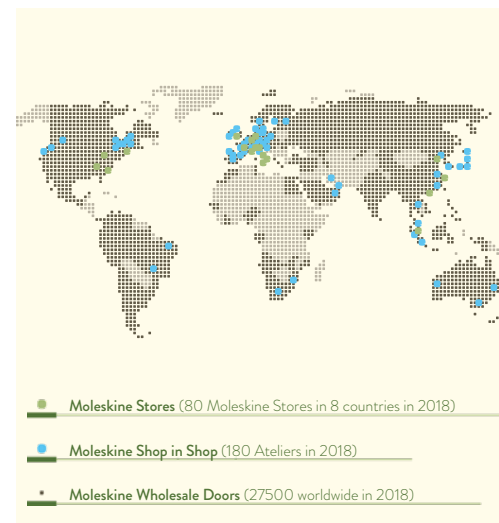 Moleskine Stores (80 Moleskine Stores in 8 countries in 2018)
Moleskine Shop in Shop (180 Ateliers in 2018)
Moleskine Wholesale Doors (27500 worldwide in 2018)